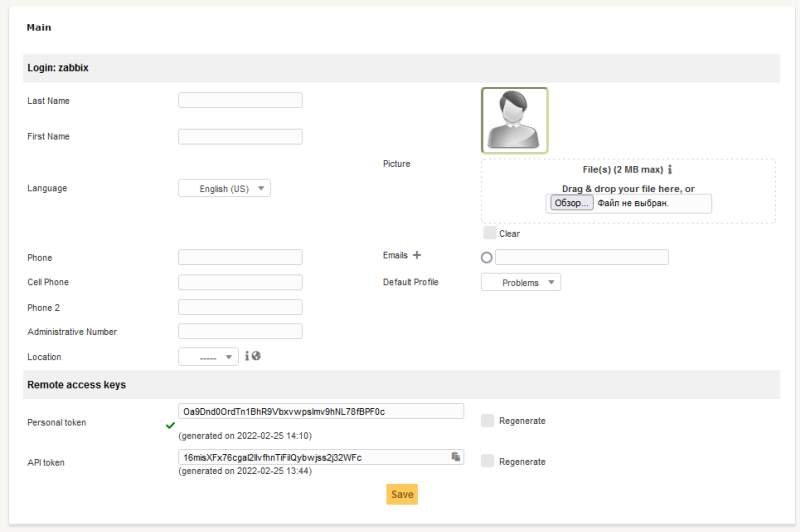 Main
Login: zabbix
Last Name
First Name
Picture
File(s) (2 MB max)
Language
English (US)
Drag & drop your file here, or
Обзор... Файл не выбран.
Clear
Phone
Emails
Cell Phone
Default Profile
Problems
Phone 2
Administrative Number
Location
-----
Remote access keys
Personal token
Oa9Dnd0OrdTn1BhR9Vbxvwpslmv9hNL78fBPF0c
Regenerate
(generated on 2022-02-25 14:10)
API token
16misXFx76cgal2llvfhnTiFilQybwjss2j32WFc
Regenerate
(generated on 2022-02-25 13:44)
Save